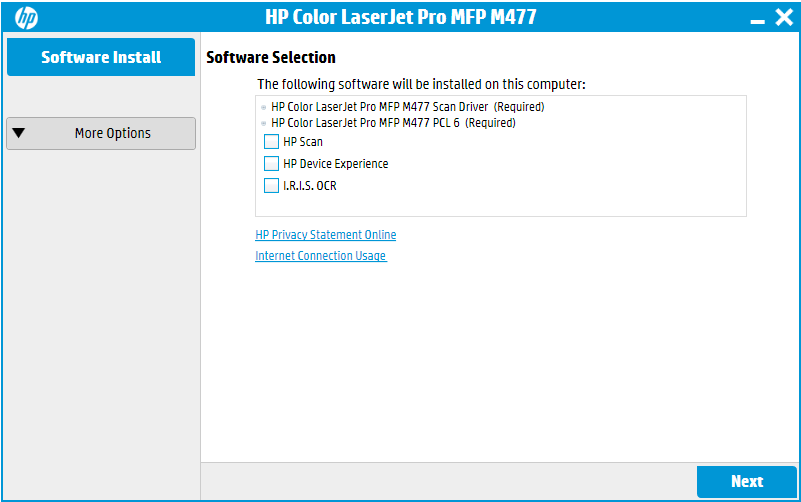 hp
HP Color LaserJet Pro MFP M477
Software Install
More Options
Software Selection
The following software will be installed on this computer:
HP Color LaserJet Pro MFP M477 Scan Driver (Required)
HP Color LaserJet Pro MFP M477 PCL 6 (Required)
HP Scan
HP Device Experience
I.R.I.S. OCR
HP Privacy Statement Online
Internet Connection Usage
Next